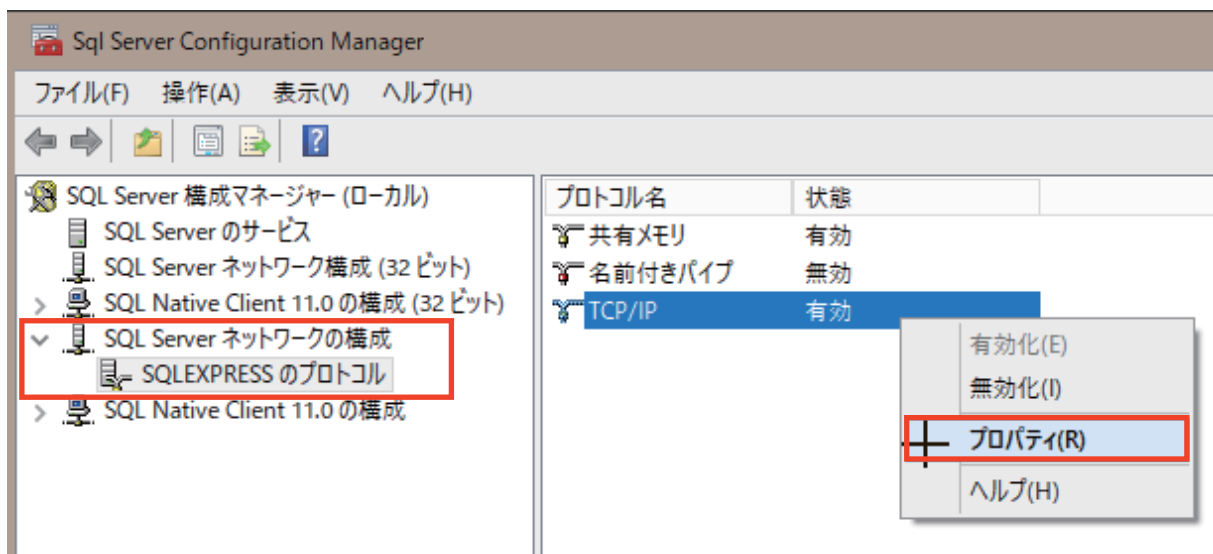 Sql Server Configuration Manager
ファイル(F) 操作(A) 表示(V) ヘルプ(H)
SQL Server 構成マネージャー (ローカル)
SQL Server のサービス
SQL Server ネットワーク構成 (32 ビット)
SQL Native Client 11.0 の構成 (32 ビット)
SQL Server ネットワークの構成
SQLEXPRESS のプロトコル
SQL Native Client 11.0 の構成
プロトコル名 状態
共有メモリ 有効
名前付きパイプ 無効
TCP/IP 有効
有効化(E)
無効化(I)
プロパティ(R)
ヘルプ(H)